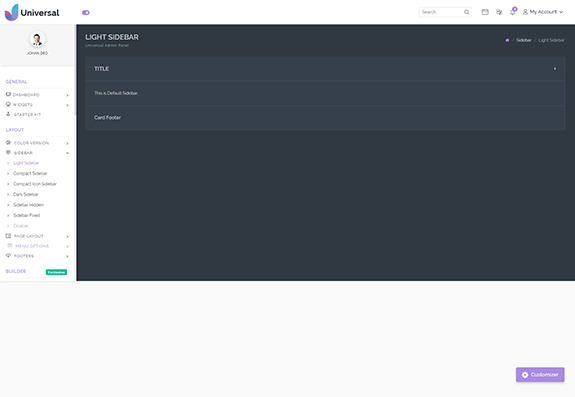 Universal
Search
My Account
JOHAN DEO
LIGHT SIDEBAR
Universal Admin Panel
/ Sidebar / Light Sidebar
GENERAL
DASHBOARD
WIDGETS
STARTER KIT
LAYOUT
COLOR VERSION
SIDEBAR
Light Sidebar
Compact Sidebar
Compact Icon Sidebar
Dark Sidebar
Sidebar Hidden
Sidebar Fixed
Disable
PAGE LAYOUT
MENU OPTIONS
FOOTERS
BUILDER
Exclusive
TITLE
This is Default Sidebar
Card Footer
Customizer